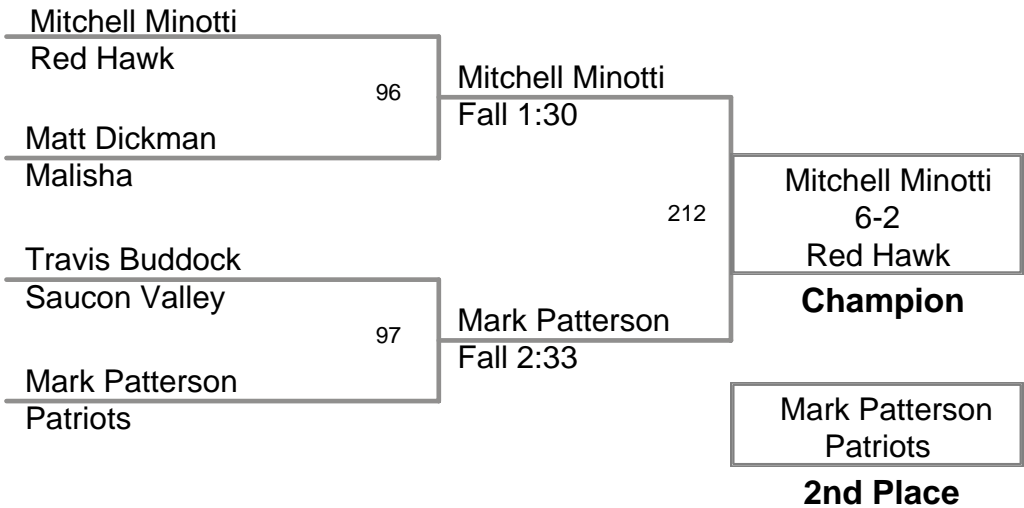 Mitchell Minotti
Red Hawk
96
Matt Dickman
Malisha
Travis Buddock
Saucon Valley
97
Mark Patterson
Patriots
Mitchell Minotti
Fall 1:30
212
Mark Patterson
Fall 2:33
Mitchell Minotti
6-2
Red Hawk
Champion
Mark Patterson
Patriots
2nd Place